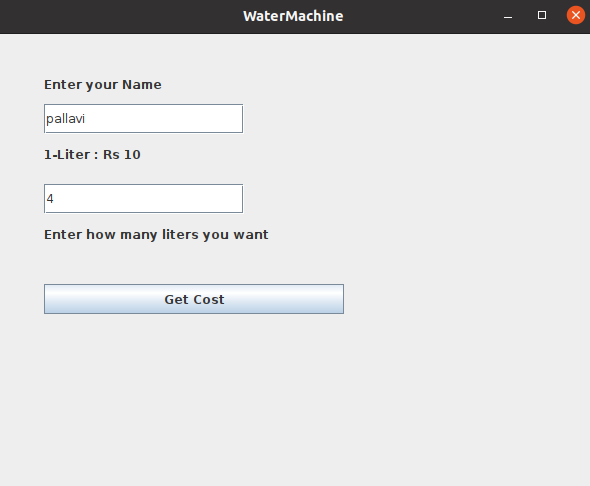 WaterMachine
Enter your Name
pallavi
1-Liter : Rs 10
4
Enter how many liters you want
Get Cost